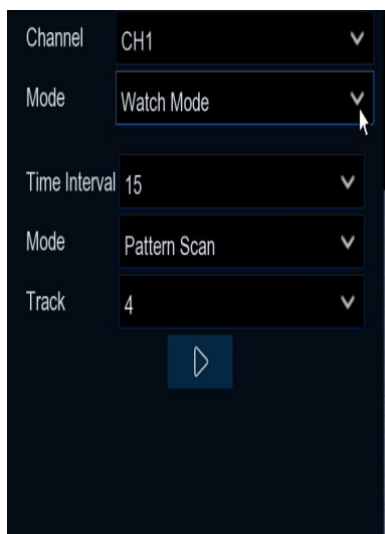 Channel CH1
Mode Watch Mode
Time Interval 15
Mode Pattern Scan
Track 4